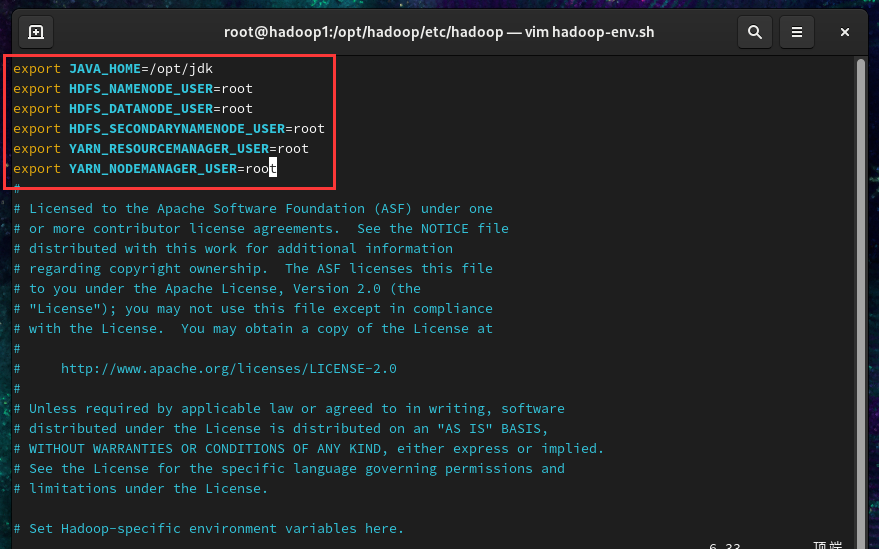 root@hadoop1:/opt/hadoop/etc/hadoop — vim hadoop-env.sh
export JAVA_HOME=/opt/jdk
export HDFS_NAMENODE_USER=root
export HDFS_DATANODE_USER=root
export HDFS_SECONDARYNAMENODE_USER=root
export YARN_RESOURCEMANAGER_USER=root
export YARN_NODEMANAGER_USER=root
#
# Licensed to the Apache Software Foundation (ASF) under one
# or more contributor license agreements.  See the NOTICE file
# distributed with this work for additional information
# regarding copyright ownership.  The ASF licenses this file
# to you under the Apache License, Version 2.0 (the
# "License"); you may not use this file except in compliance
# with the License.  You may obtain a copy of the License at
#
#     http://www.apache.org/licenses/LICENSE-2.0
#
# Unless required by applicable law or agreed to in writing, software
# distributed under the License is distributed on an "AS IS" BASIS,
# WITHOUT WARRANTIES OR CONDITIONS OF ANY KIND, either express or implied.
# See the License for the specific language governing permissions and
# limitations under the License.

# Set Hadoop-specific environment variables here.
6,33 顶端